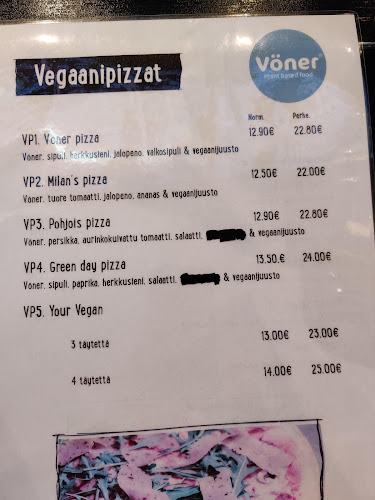 Vegaanipizzat
Vöner
Plant based food
Norm. Perhe.
VP1. Vöner pizza 12.90€ 22.80€
Vöner, sipuli, herkkusieni, jalopeno, valkosipuli & vegaanijuusto
VP2. Milan's pizza 12.50€ 22.00€
Vöner, tuore tomaatti, jalopeno, ananas & vegaanijuusto
VP3. Pohjois pizza 12.90€ 22.80€
Vöner, persikka, aurinkokuivattu tomaatti, salaatti, & vegaanijuusto
VP4. Green day pizza 13.50.€ 24.00€
Vöner, sipuli, paprika, herkkusieni, salaatti, & vegaanijuusto
VP5. Your Vegan
3 täytettä 13.00€ 23.00€
4 täytettä 14.00€ 25.00€